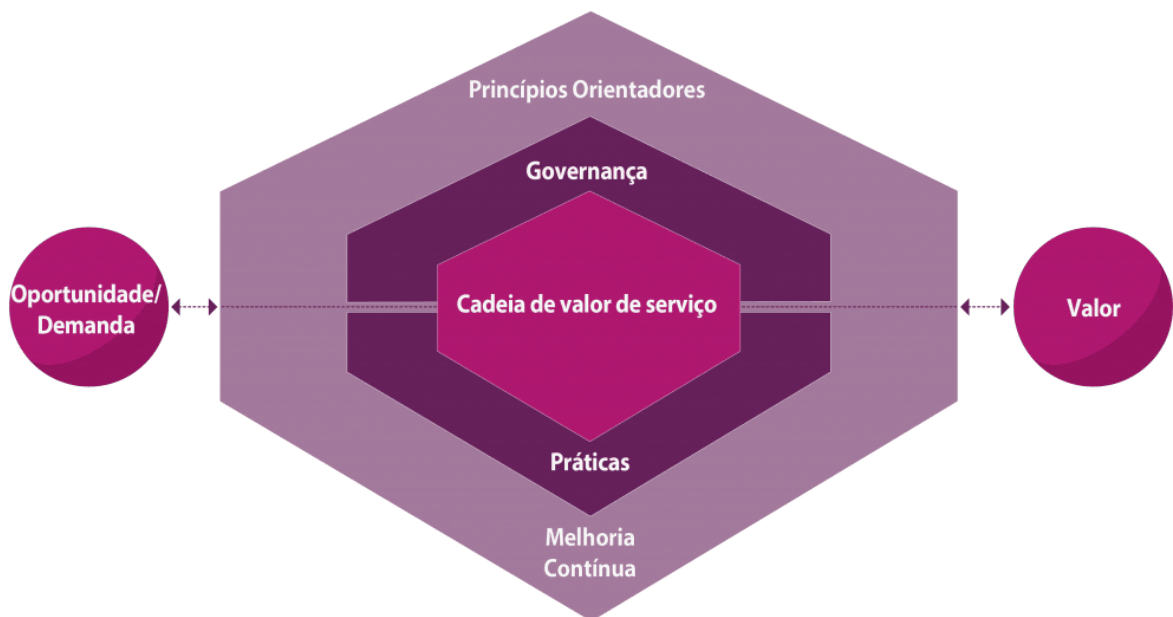 Princípios Orientadores
Governança
Oportunidade/
Demanda
Cadeia de valor de serviço
Valor
Práticas
Melhoria
Contínua